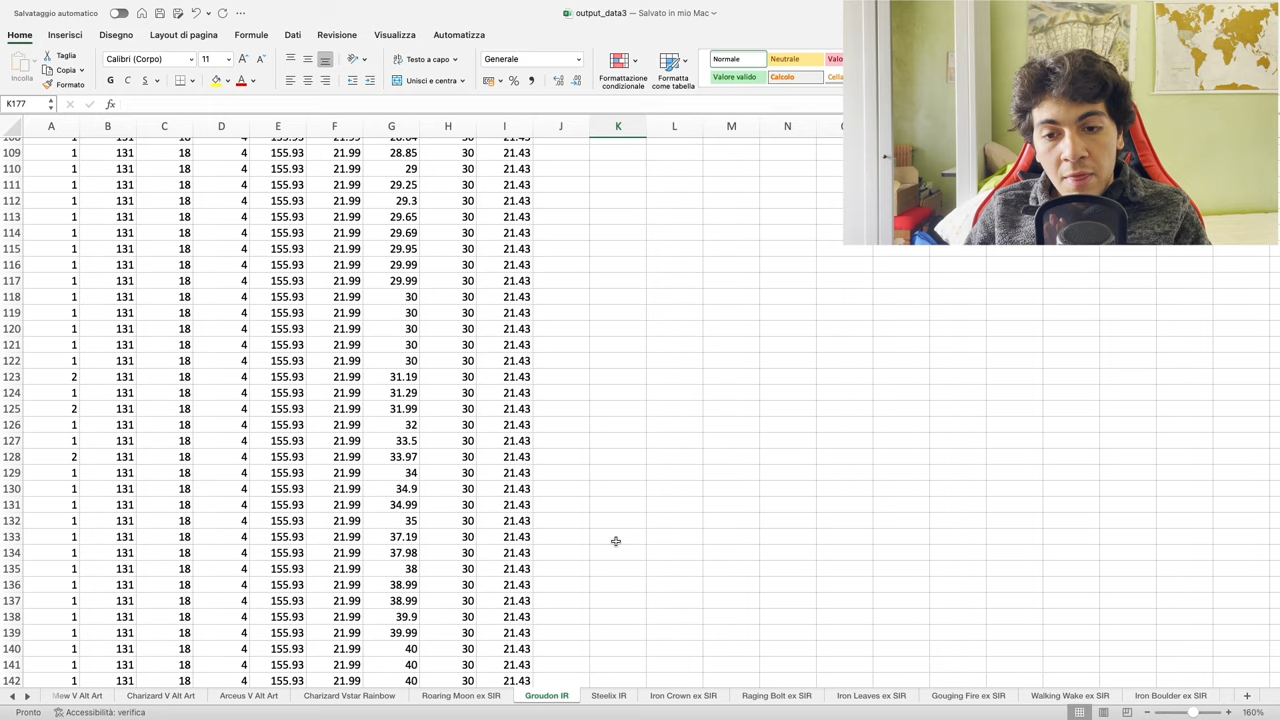 Salvataggio automatico output_data3 — Salvato in mio Mac
Home Inserisci Disegno Layout di pagina Formule Dati Revisione Visualizza Automatizza
Incolla Taglia Copia Formato Calibri (Corpo) 11 G C S A Testo a capo Unisci e centra Generale % Formattazione condizionale Formatta come tabella Normale Neutrale Valore valido Calcolo
K177 fx
A B C D E F G H I J K L M N
109 1 131 18 4 155.93 21.99 28.85 30 21.43
110 1 131 18 4 155.93 21.99 29 30 21.43
111 1 131 18 4 155.93 21.99 29.25 30 21.43
112 1 131 18 4 155.93 21.99 29.3 30 21.43
113 1 131 18 4 155.93 21.99 29.65 30 21.43
114 1 131 18 4 155.93 21.99 29.69 30 21.43
115 1 131 18 4 155.93 21.99 29.95 30 21.43
116 1 131 18 4 155.93 21.99 29.99 30 21.43
117 1 131 18 4 155.93 21.99 29.99 30 21.43
118 1 131 18 4 155.93 21.99 30 30 21.43
119 1 131 18 4 155.93 21.99 30 30 21.43
120 1 131 18 4 155.93 21.99 30 30 21.43
121 1 131 18 4 155.93 21.99 30 30 21.43
122 1 131 18 4 155.93 21.99 30 30 21.43
123 2 131 18 4 155.93 21.99 31.19 30 21.43
124 1 131 18 4 155.93 21.99 31.29 30 21.43
125 2 131 18 4 155.93 21.99 31.99 30 21.43
126 1 131 18 4 155.93 21.99 32 30 21.43
127 1 131 18 4 155.93 21.99 33.5 30 21.43
128 2 131 18 4 155.93 21.99 33.97 30 21.43
129 1 131 18 4 155.93 21.99 34 30 21.43
130 1 131 18 4 155.93 21.99 34.9 30 21.43
131 1 131 18 4 155.93 21.99 34.99 30 21.43
132 1 131 18 4 155.93 21.99 35 30 21.43
133 1 131 18 4 155.93 21.99 37.19 30 21.43
134 1 131 18 4 155.93 21.99 37.98 30 21.43
135 1 131 18 4 155.93 21.99 38 30 21.43
136 1 131 18 4 155.93 21.99 38.99 30 21.43
137 1 131 18 4 155.93 21.99 38.99 30 21.43
138 1 131 18 4 155.93 21.99 39.9 30 21.43
139 1 131 18 4 155.93 21.99 39.99 30 21.43
140 1 131 18 4 155.93 21.99 40 30 21.43
141 1 131 18 4 155.93 21.99 40 30 21.43
142 1 131 18 4 155.93 21.99 40 30 21.43
Mew V Alt Art Charizard V Alt Art Arceus V Alt Art Charizard Vstar Rainbow Roaring Moon ex SIR Groudon IR Steelix IR Iron Crown ex SIR Raging Bolt ex SIR Iron Leaves ex SIR Gouging Fire ex SIR Walking Wake ex SIR Iron Boulder ex SIR +
Pronto Accessibilità: verifica 160%